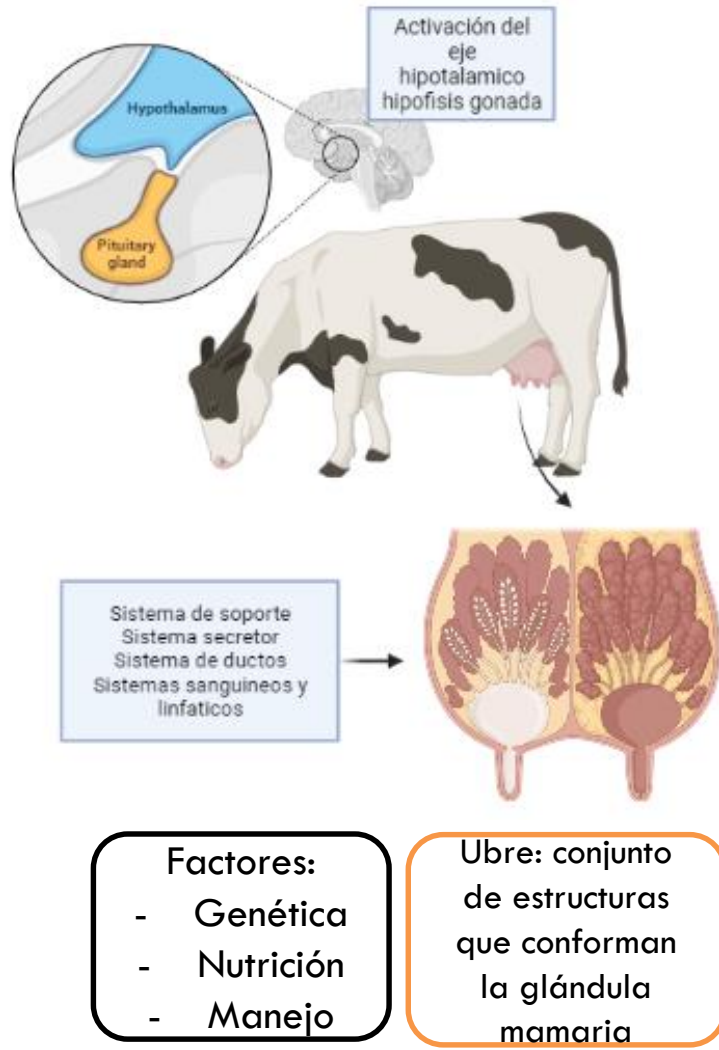 Activación del
eje
hipotalamico
hipofisis gonada
Hypothalamus
Pituitary
gland
Sistema de soporte
Sistema secretor
Sistema de ductos
Sistemas sanguineos y
linfaticos
Factores:
- Genética
- Nutrición
- Manejo
Ubre: conjunto
de estructuras
que conforman
la glándula
mamaria